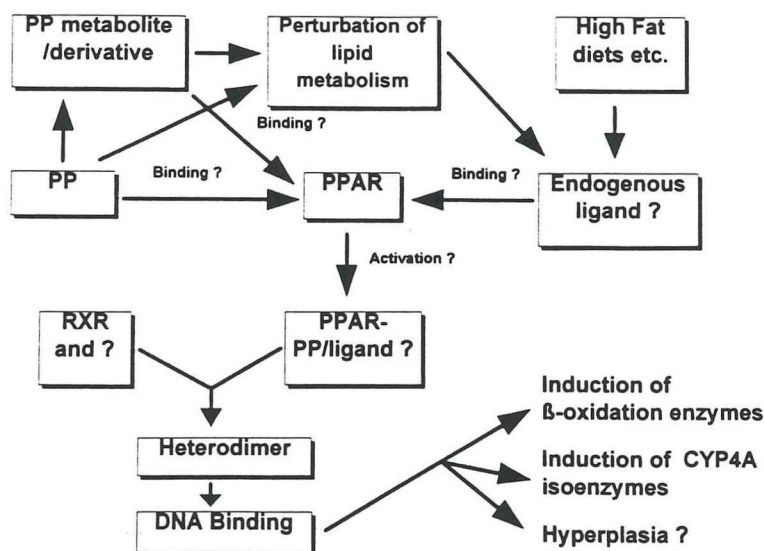 PP metabolite
/derivative
Perturbation of
lipid
metabolism
High Fat
diets etc.
Binding ?
PP
Binding ?
PPAR
Binding ?
Endogenous
ligand ?
Activation ?
RXR
and ?
PPAR-
PP/ligand ?
Heterodimer
DNA Binding
Induction of
ß-oxidation enzymes
Induction of CYP4A
isoenzymes
Hyperplasia ?